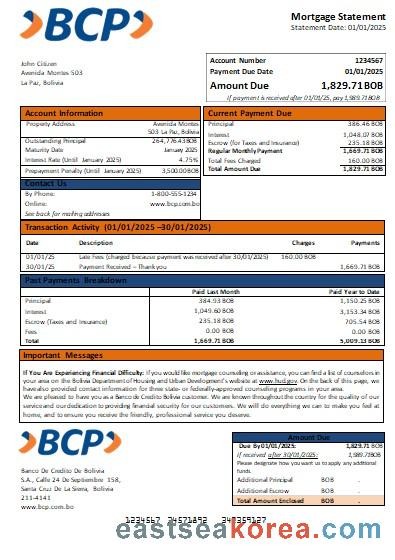 BCP
Mortgage Statement
Statement Date: 01/01/2025
John Citizen
Avenida Montes 503
La Paz, Bolivia
Account Number 1234567
Payment Due Date 01/01/2025
Amount Due 1,829.71BOB
If payment is received after 01/01/25, pay 1,989.71BOB
Account Information
Property Address Avenida Montes
503 La Paz, Bolivia
Outstanding Principal 264,776.43BOB
Maturity Date January 2025
Interest Rate (Until January 2025) 4.75%
Prepayment Penalty (Until January 2025) 3,500.00BOB
Contact Us
By Phone: 1-800-555-1234
Online: www.bcp.com.bo
See back for mailing addresses
Current Payment Due
Principal 386.46 BOB
Interest 1,048.07 BOB
Escrow (for Taxes and Insurance) 235.18 BOB
Regular Monthly Payment 1,669.71 BOB
Total Fees Charged 160.00 BOB
Total Amount Due 1,829.71 BOB
Transaction Activity (01/01/2025 –30/01/2025)
Date Description Charges Payments
01/01/25 Late Fees (charged because payment was received after 30/01/2025) 160.00 BOB
30/01/25 Payment Received – Thank you 1,669.71 BOB
Past Payments Breakdown
Paid Last Month Paid Year to Date
Principal 384.93 BOB 1,150.25 BOB
Interest 1,049.60 BOB 3,153.34 BOB
Escrow (Taxes and Insurance) 235.18 BOB 705.54 BOB
Fees 0.00 BOB 0.00 BOB
Total 1,669.71 BOB 5,009.13 BOB
Important Messages
If You Are Experiencing Financial Difficulty: If you would like mortgage counseling or assistance, you can find a list of counselors in
your area on the Bolivia Department of Housing and Urban Development's website at www.hud.gov. On the back of this page, we
have also provided contact information for three state- or federally-approved counseling programs in your area.
We are pleased to have you as a Banco de Credito Bolivia customer. We are known throughout the country for the quality of our
service and our dedication to providing financial security for our customers. We will do everything we can to make you feel at
home, and to ensure you receive the friendly, professional service you deserve.
BCP
Banco De Credito De Bolivia
S.A., Calle 24 De Septiembre 158,
Santa Cruz De La Sierra, Bolivia
211-4141
www.bcp.com.bo
Amount Due
Due By 01/01/2025: 1,829.71 BOB
If received after 30/01/2025: 1,989.71BOB
Please designate how you want us to apply any additional
funds.
Additional Principal BOB .
Additional Escrow BOB .
Total Amount Enclosed BOB .
1234567 34571892 347359127
eastseakorea.com